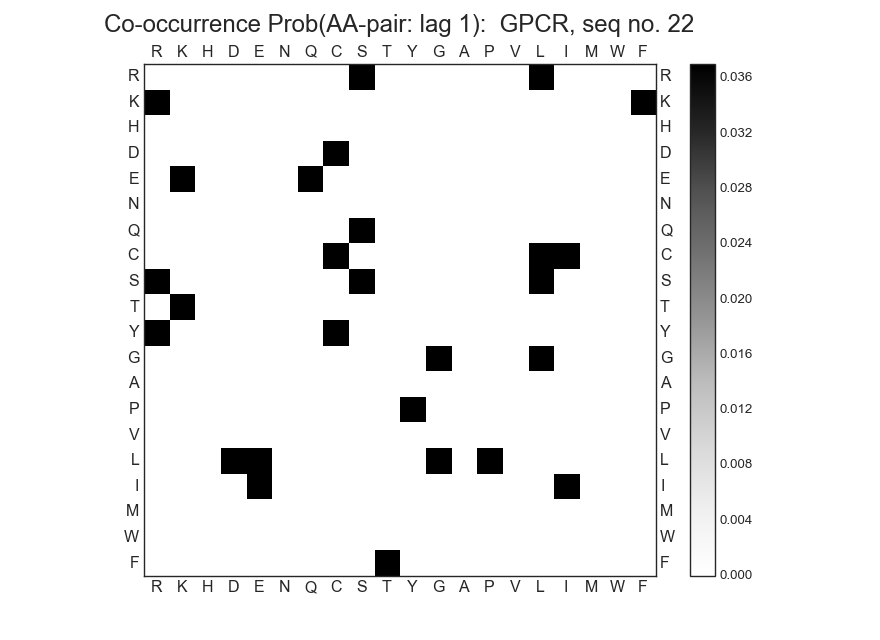 Co-occurrence Prob(AA-pair: lag 1):  GPCR, seq no. 22
R K H D E N Q C S T Y G A P V L I M W F
R R 0.036
K K
H H 0.032
D D
E E 0.028
N N
Q Q 0.024
C C
S S 0.020
T T
Y Y 0.016
G G
A A 0.012
P P
V V
L L 0.008
I I
M M 0.004
W W
F F 0.000
R K H D E N Q C S T Y G A P V L I M W F